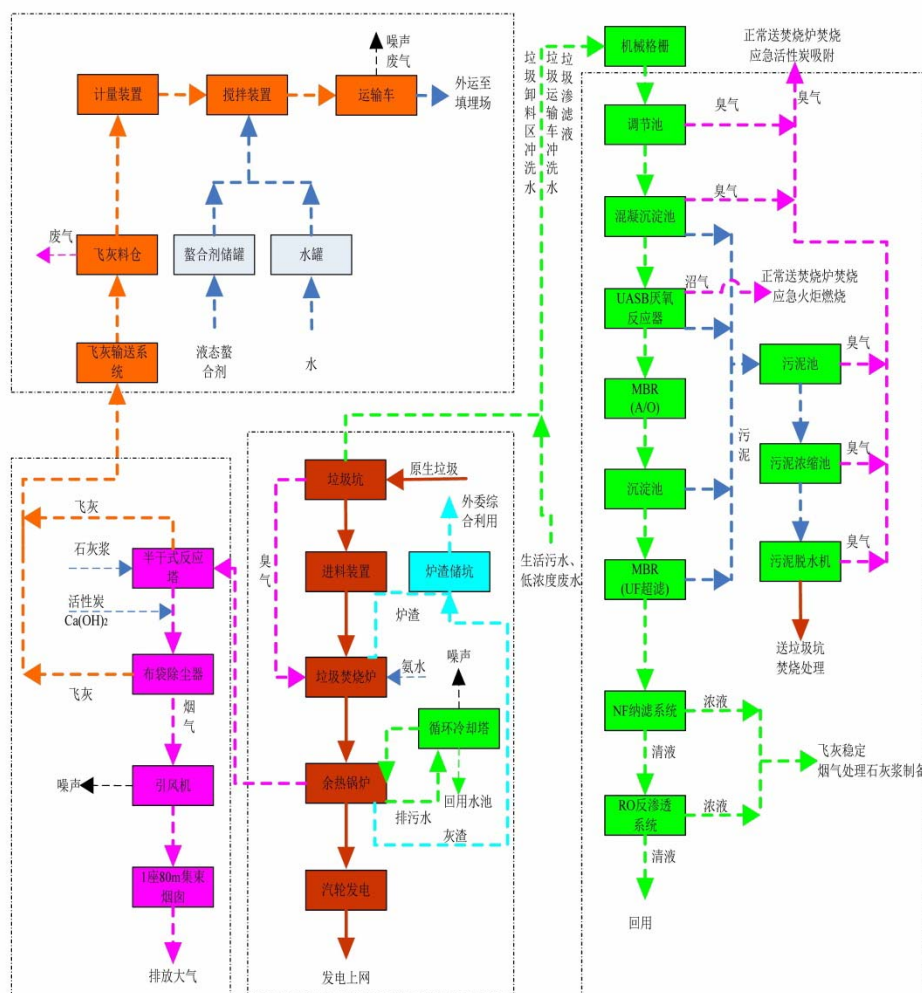 噪声
废气
计量装置
搅拌装置
运输车
外运至
填埋场
废气
飞灰料仓
螯合剂储罐
水罐
飞灰输送系
统
液态螯
合剂
水
垃圾卸料区冲洗水
垃圾运输车冲洗水
垃圾渗滤液
机械格栅
正常送焚烧炉焚烧
应急活性炭吸附
调节池
臭气
臭气
混凝沉淀池
臭气
UASB厌氧
反应器
沼气
正常送焚烧炉焚烧
应急火炬燃烧
MBR
(A/O)
污泥
污泥池
臭气
沉淀池
污泥浓缩池
臭气
MBR
(UF超滤)
污泥脱水机
臭气
送垃圾坑
焚烧处理
NF纳滤系统
浓液
清液
飞灰稳定
烟气处理石灰浆制备
RO反渗透
系统
浓液
清液
回用
飞灰
石灰浆
半干式反应
塔
活性炭
Ca(OH)₂
布袋除尘器
飞灰
烟气
噪声
引风机
1座80m集束
烟囱
排放大气
垃圾坑
原生垃圾
臭气
进料装置
外委综
合利用
炉渣储坑
炉渣
生活污水、
低浓度废水
垃圾焚烧炉
氨水
噪声
循环冷却塔
余热锅炉
排污水
回用水池
灰渣
汽轮发电
发电上网